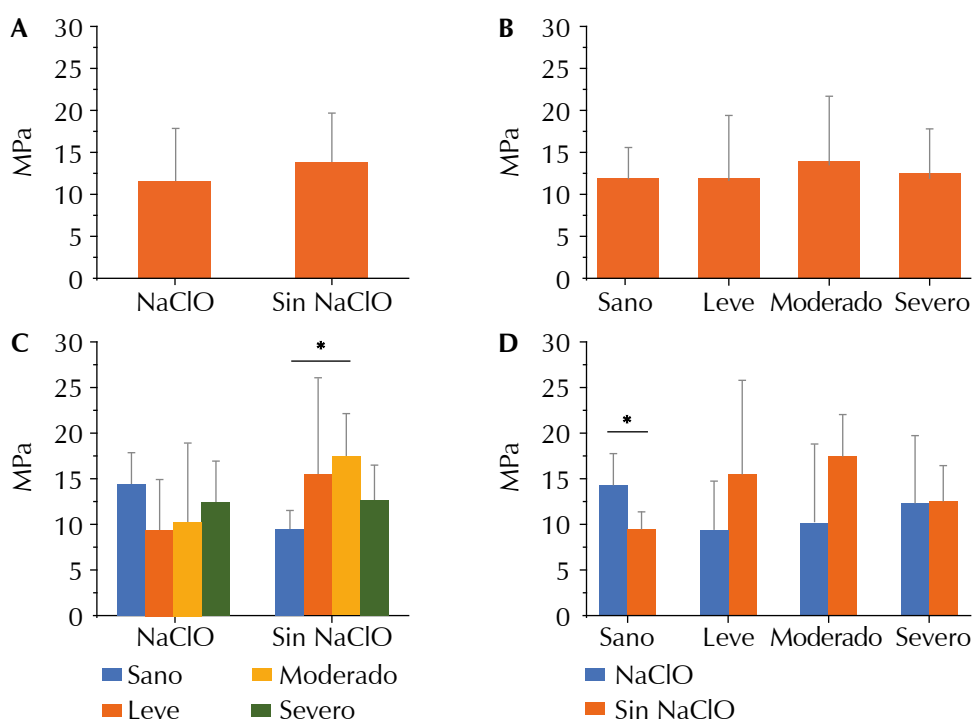 A
30
25
20
15
10
5
0
MPa
NaClO Sin NaClO
B
30
25
20
15
10
5
0
MPa
Sano Leve Moderado Severo
C
30
25
20
15
10
5
0
MPa
*
NaClO Sin NaClO
Sano Moderado
Leve Severo
D
30
25
20
15
10
5
0
MPa
*
Sano Leve Moderado Severo
NaClO
Sin NaClO